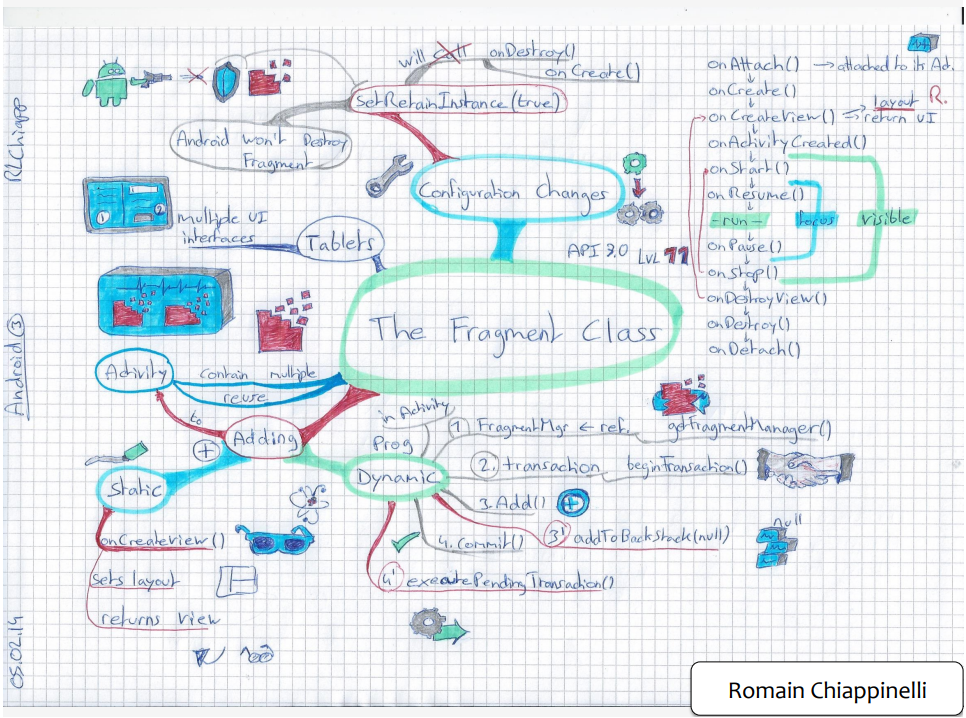 will call onDestroy()
onCreate()
setRetainInstance(true)
Android won't Destroy
Fragment
Configuration Changes
API 3.0 Lvl 11
onAttach() → attached to its Ad.
onCreate()
onCreateView() ⇒ return UI
layout R.
onActivityCreated()
onStart()
onResume()
-run-
focus
visible
onPause()
onStop()
onDestroyView()
onDestroy()
onDetach()
RLChiapp
1
2
multiple UI
interfaces
Tablets
The Fragment Class
Android ③
Activity
contain multiple
reuse
to
Adding
+
Static
onCreateView()
sets layout
returns view
in Activity
Prog
Dynamic
1) FragmentMgr ← ref. getFragmentManager()
2. transaction beginTransaction()
3. Add() +
3' addToBackStack(null)
null
4. Commit()
4' executePendingTransaction()
05.02.14
Romain Chiappinelli